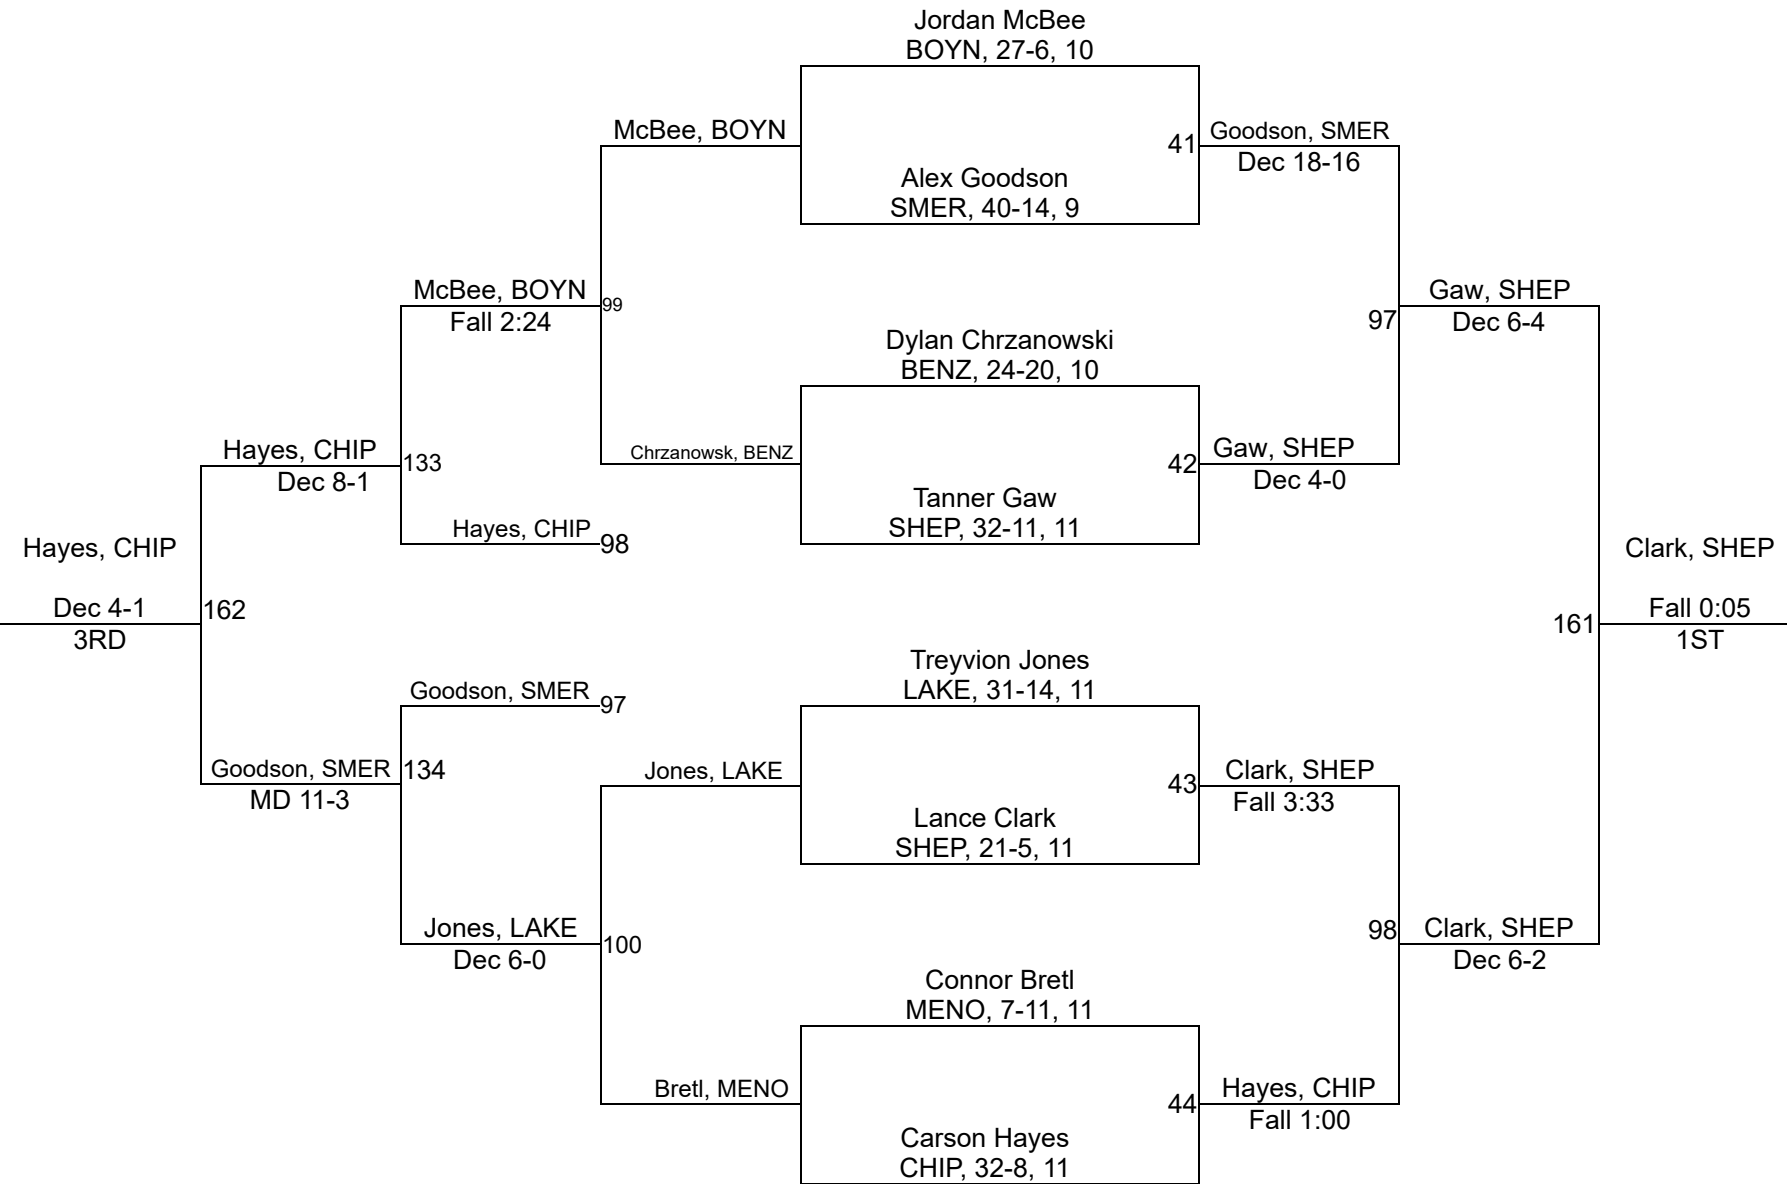 Jordan McBee
BOYN, 27-6, 10
McBee, BOYN
41
Goodson, SMER
Dec 18-16
Alex Goodson
SMER, 40-14, 9
McBee, BOYN
99
Fall 2:24
97
Gaw, SHEP
Dec 6-4
Dylan Chrzanowski
BENZ, 24-20, 10
Hayes, CHIP
133
Dec 8-1
Chrzanowsk, BENZ
42
Gaw, SHEP
Dec 4-0
Tanner Gaw
SHEP, 32-11, 11
Hayes, CHIP
98
Hayes, CHIP
Clark, SHEP
Dec 4-1
162
3RD
161
Fall 0:05
1ST
Treyvion Jones
LAKE, 31-14, 11
Goodson, SMER
97
Goodson, SMER
134
MD 11-3
Jones, LAKE
43
Clark, SHEP
Fall 3:33
Lance Clark
SHEP, 21-5, 11
Jones, LAKE
100
Dec 6-0
98
Clark, SHEP
Dec 6-2
Connor Bretl
MENO, 7-11, 11
Bretl, MENO
44
Hayes, CHIP
Fall 1:00
Carson Hayes
CHIP, 32-8, 11